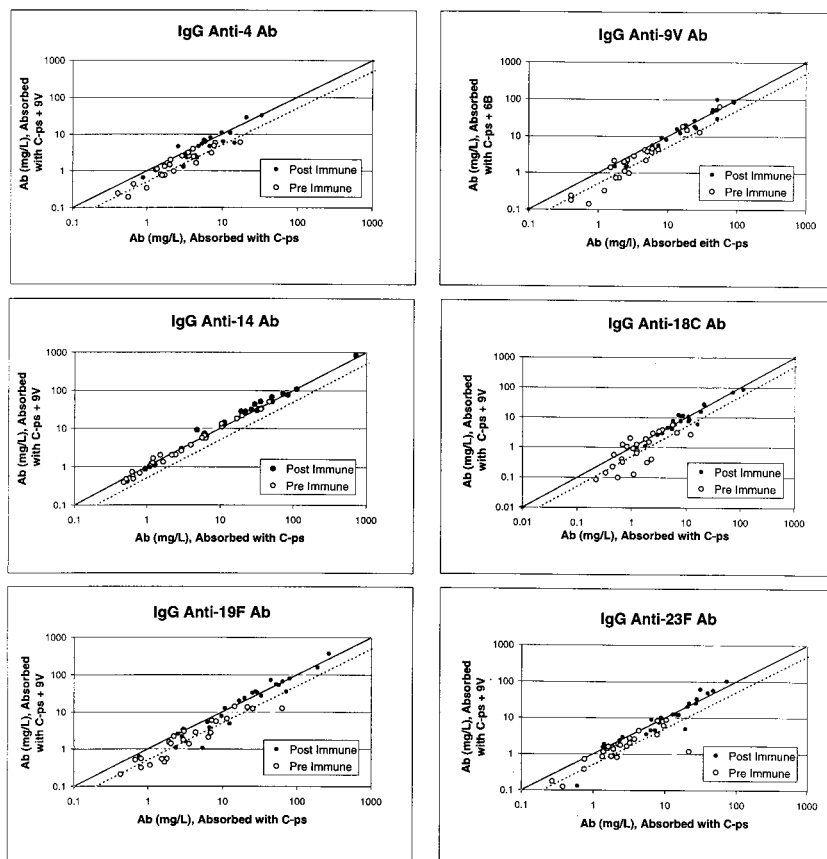 IgG Anti-4 Ab
Ab (mg/L), Absorbed
with C-ps + 9V
1000
100
10
1
0.1
Post Immune
Pre Immune
0.1 1 10 100 1000
Ab (mg/L), Absorbed with C-ps
IgG Anti-9V Ab
Ab (mg/L), Absorbed
with C-ps + 6B
1000
100
10
1
0.1
Post Immune
Pre Immune
0.1 1 10 100 1000
Ab (mg/l), Absorbed eith C-ps
IgG Anti-14 Ab
Ab (mg/L), Absorbed
with C-ps + 9V
1000
100
10
1
0.1
Post Immune
Pre Immune
0.1 1 10 100 1000
Ab (mg/L), Absorbed with C-ps
IgG Anti-18C Ab
Ab (mg/L), Absorbed
with C-ps + 9V
1000
100
10
1
0.1
0.01
Post Immune
Pre Immune
0.01 0.1 1 10 100 1000
Ab (mg/L), Absorbed with C-ps
IgG Anti-19F Ab
Ab (mg/L), Absorbed
with C-ps + 9V
1000
100
10
1
0.1
Post Immune
Pre Immune
0.1 1 10 100 1000
Ab (mg/L), Absorbed with C-ps
IgG Anti-23F Ab
Ab (mg/L), Absorbed
with C-ps + 9V
1000
100
10
1
0.1
Post Immune
Pre Immune
0.1 1 10 100 1000
Ab (mg/L), Absorbed with C-ps